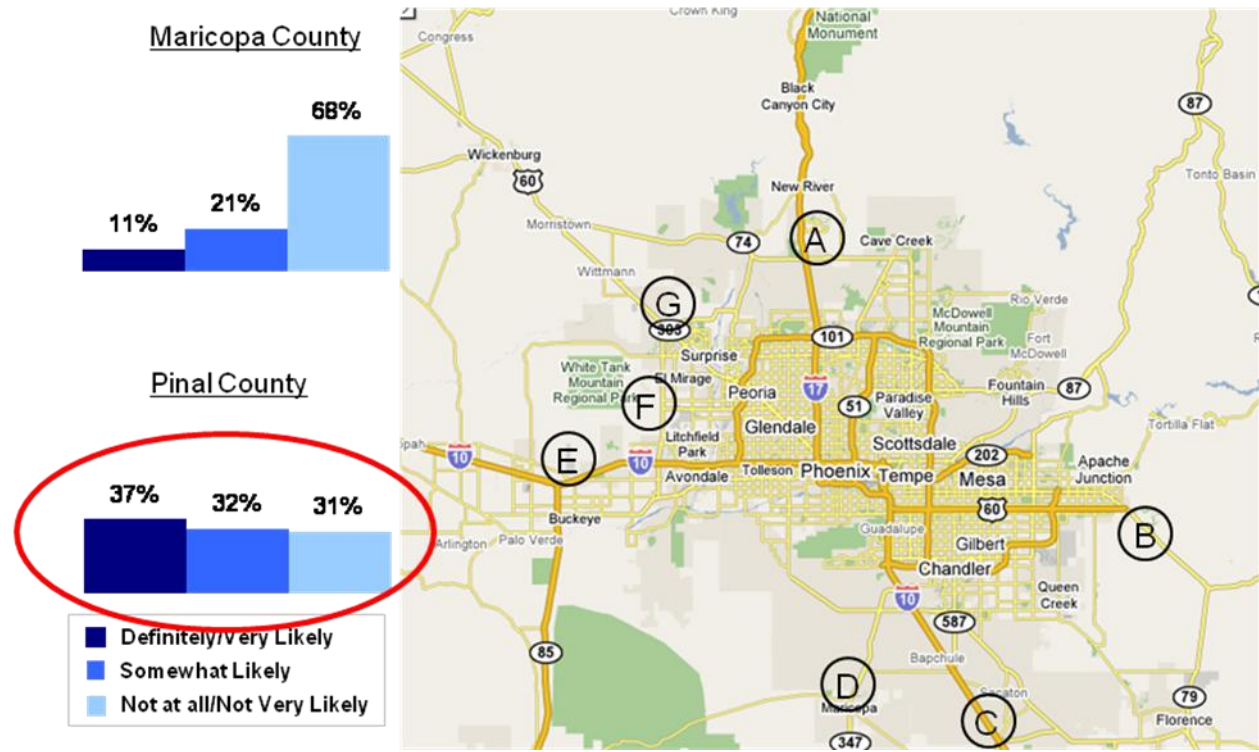 Maricopa County
68%
21%
11%
Pinal County
37%
32%
31%
Definitely/Very Likely
Somewhat Likely
Not at all/Not Very Likely
Crown King
National
Monument
Congress
Black
Canyon City
87
Wickenburg
60
Tonto Basin
New River
Morristown
A
74
Cave Creek
Wittmann
G
Rio Verde
303
McDowell
Mountain
Regional Park
101
Fort
McDowell
Surprise
White Tank
Mountain
Regional Park
El Mirage
17
Peoria
Fountain
Hills
87
F
51
Paradise
Valley
Glendale
Tortilla Flat
Litchfield
Park
Scottsdale
10
E
10
202
Apache
Junction
Avondale
Tolleson
Phoenix
Tempe
Mesa
60
Buckeye
Guadalupe
B
Arlington
Palo Verde
Gilbert
Chandler
Queen
Creek
10
587
85
Bapchule
D
Maricopa
Sacaton
79
C
Florence
347